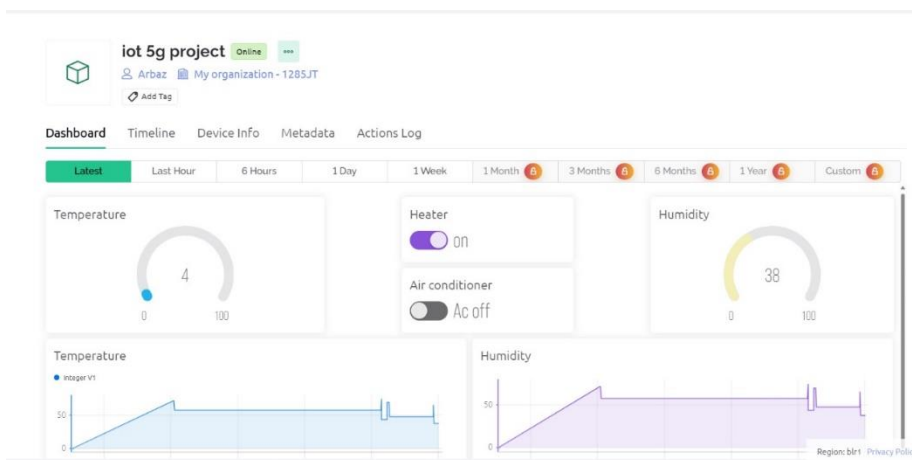 iot 5g project Online
Arbaz My organization - 1285JT
Add Tag
Dashboard Timeline Device Info Metadata Actions Log
Latest Last Hour 6 Hours 1 Day 1 Week 1 Month 3 Months 6 Months 1 Year Custom
Temperature
4
0 100
Heater
on
Air conditioner
Ac off
Humidity
38
0 100
Temperature
Integer V1
50
0
Humidity
50
0
Region: blr1 Privacy Polic